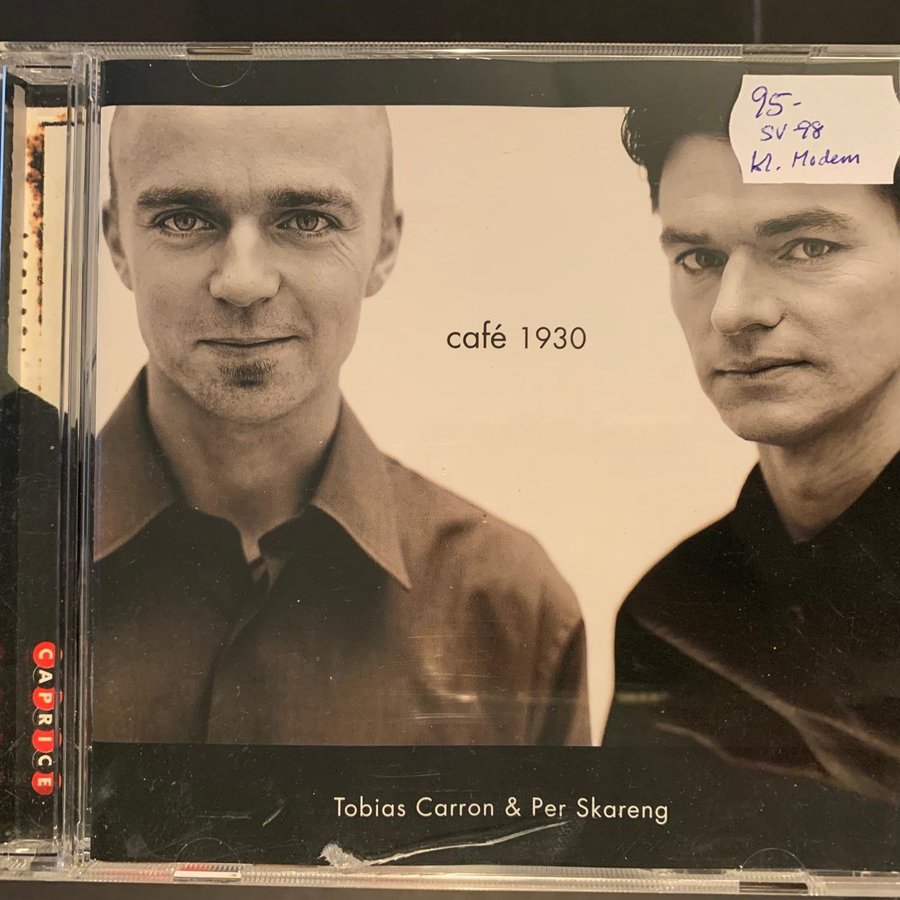 95-
SV-98
kl. Modern
café 1930
CAPRICE
Tobias Carron & Per Skareng